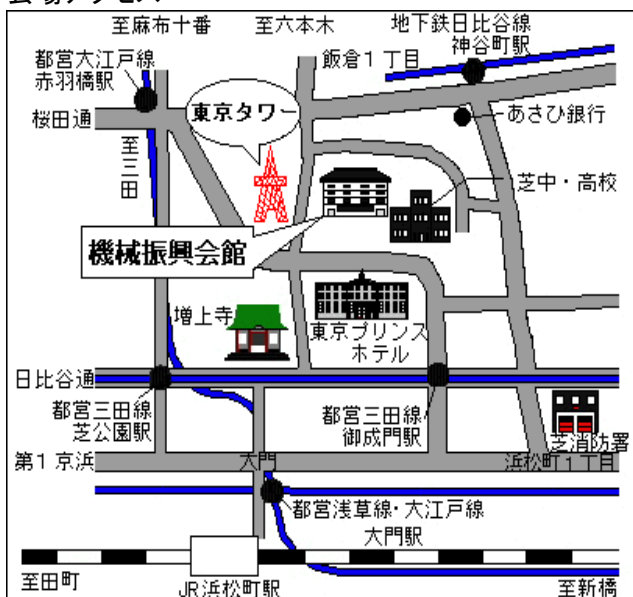 会場アクセス
至麻布十番
至六本木
地下鉄日比谷線
神谷町駅
都営大江戸線
赤羽橋駅
飯倉1丁目
桜田通
東京タワー
あさひ銀行
至三田
芝中・高校
機械振興会館
増上寺
東京プリンス
ホテル
日比谷通
都営三田線
芝公園駅
都営三田線
御成門駅
芝消防署
第1京浜
大門
浜松町1丁目
都営浅草線・大江戸線
大門駅
至田町
JR浜松町駅
至新橋